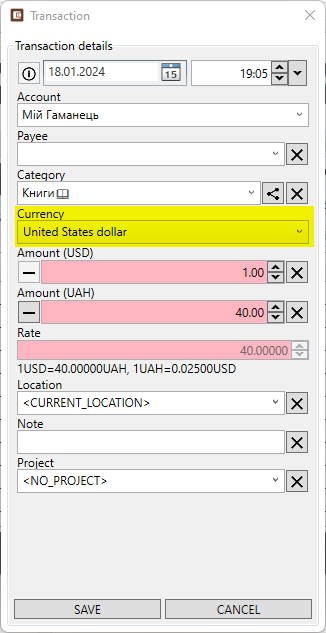 Transaction
Transaction details
18.01.2024 15 19:05
Account
Мій Гаманець
Payee
Category
Книги
Currency
United States dollar
Amount (USD)
1.00
Amount (UAH)
40.00
Rate
40.00000
1USD=40.00000UAH, 1UAH=0.02500USD
Location
<CURRENT_LOCATION>
Note
Project
<NO_PROJECT>
SAVE CANCEL